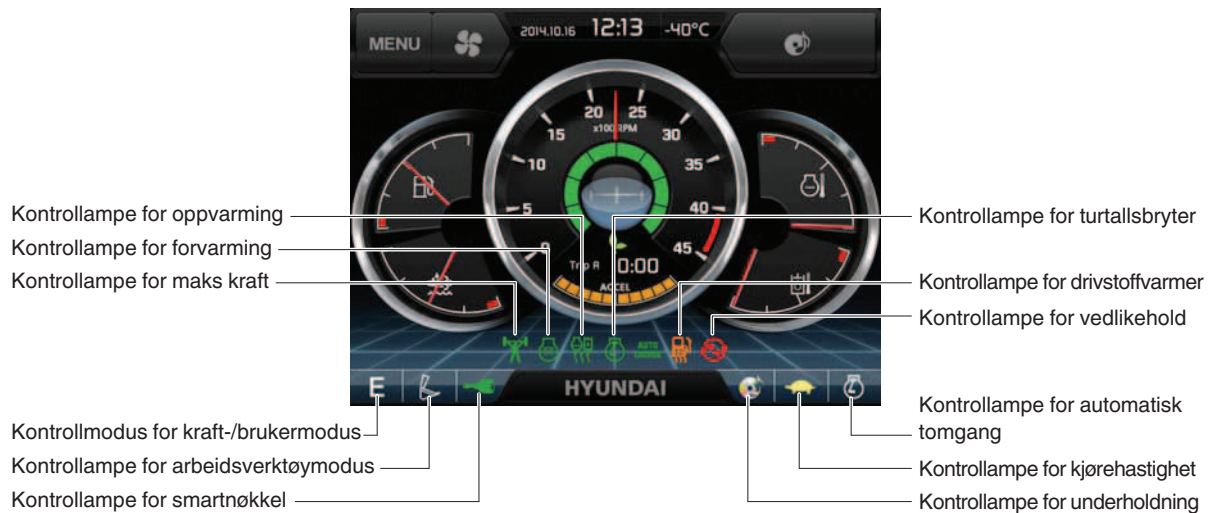 MENU
2014.10.16 12:13 -40°C
20 25
x100 RPM
15 30
10 35
5 40
0 45
Trip R 0:00
ACCEL
AUTO
E HYUNDAI
Kontrollampe for oppvarming
Kontrollampe for forvarming
Kontrollampe for maks kraft
Kontrollmodus for kraft-/brukermodus
Kontrollampe for arbeidsverktøymodus
Kontrollampe for smartnøkkel
Kontrollampe for turtallsbryter
Kontrollampe for drivstoffvarmer
Kontrollampe for vedlikehold
Kontrollampe for automatisk
tomgang
Kontrollampe for kjørehastighet
Kontrollampe for underholdning